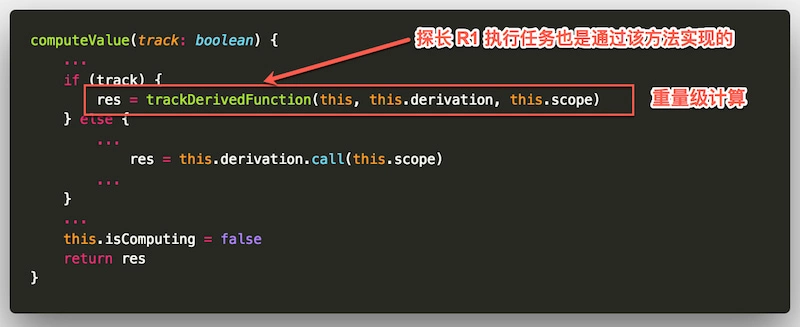 computeValue(track: boolean) {
探长 R1 执行任务也是通过该方法实现的
...
if (track) {
res = trackDerivedFunction(this, this.derivation, this.scope)
重量级计算
} else {
...
res = this.derivation.call(this.scope)
...
}
...
this.isComputing = false
return res
}